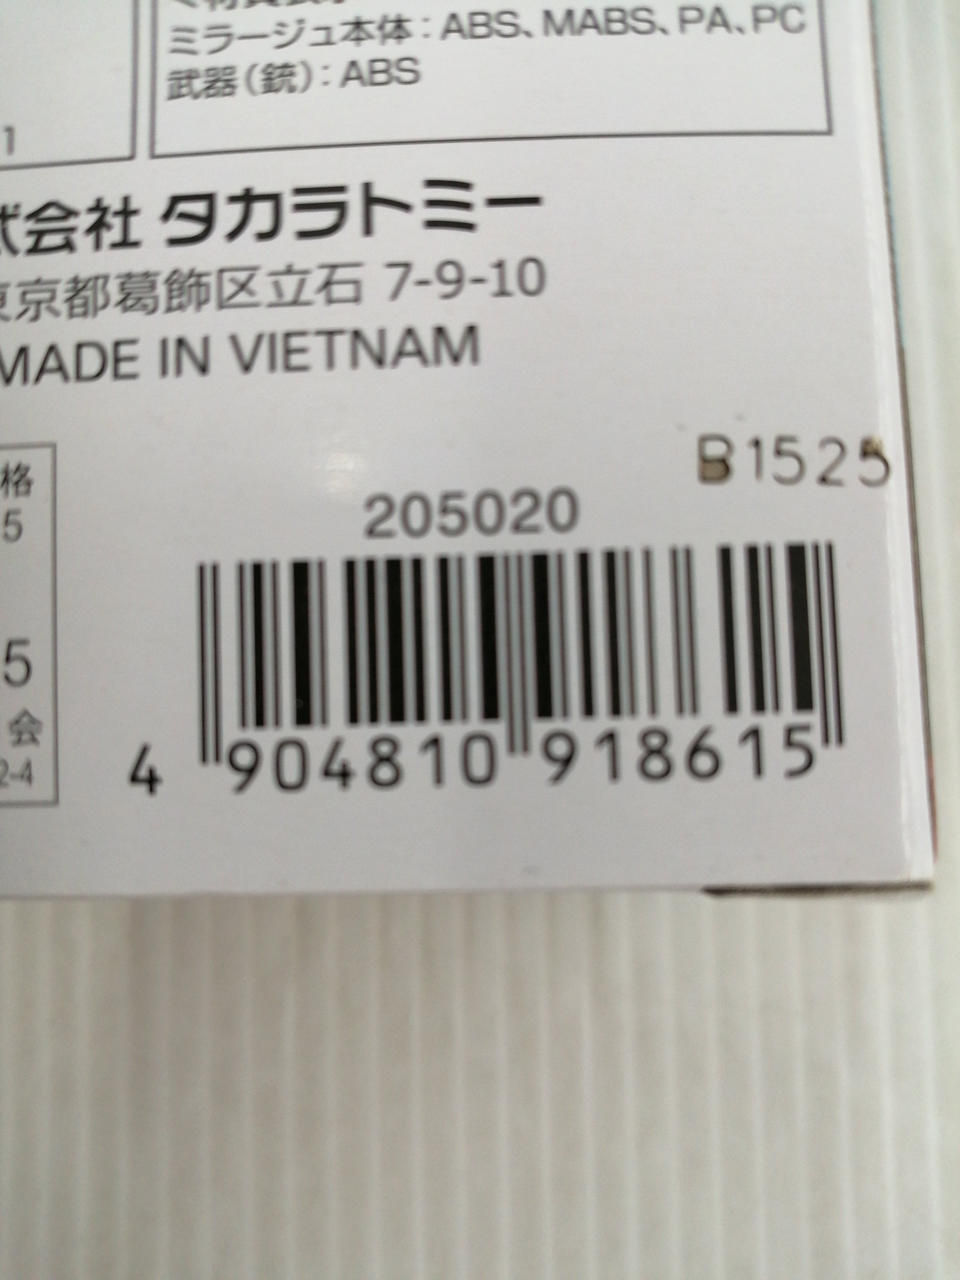 ミラージュ本体：ABS、MABS、PA、PC
武器（銃）：ABS
1
式会社 タカラトミー
東京都葛飾区立石 7-9-10
MADE IN VIETNAM
格
5
5
会
2-4
B1525
205020
4 904810 918615